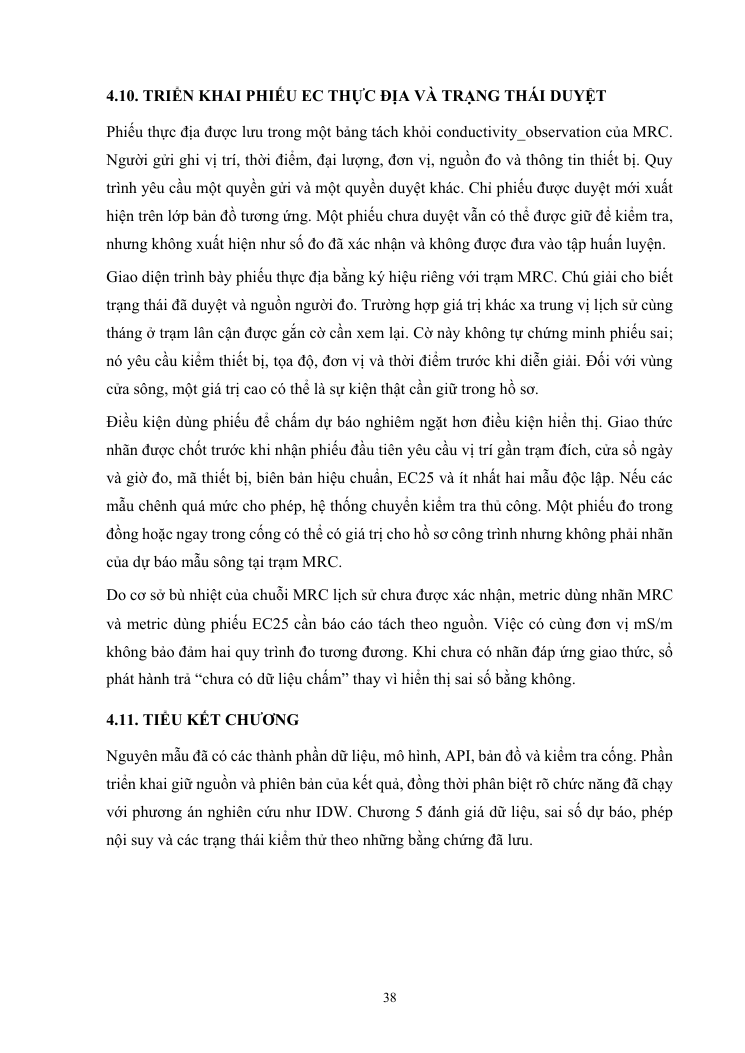 4.10. TRIỂN KHAI PHIẾU EC THỰC ĐỊA VÀ TRẠNG THÁI DUYỆT
Phiếu thực địa được lưu trong một bảng tách khỏi conductivity_observation của MRC.
Người gửi ghi vị trí, thời điểm, đại lượng, đơn vị, nguồn đo và thông tin thiết bị. Quy
trình yêu cầu một quyền gửi và một quyền duyệt khác. Chỉ phiếu được duyệt mới xuất
hiện trên lớp bản đồ tương ứng. Một phiếu chưa duyệt vẫn có thể được giữ để kiểm tra,
nhưng không xuất hiện như số đo đã xác nhận và không được đưa vào tập huấn luyện.
Giao diện trình bày phiếu thực địa bằng ký hiệu riêng với trạm MRC. Chú giải cho biết
trạng thái đã duyệt và nguồn người đo. Trường hợp giá trị khác xa trung vị lịch sử cùng
tháng ở trạm lân cận được gắn cờ cần xem lại. Cờ này không tự chứng minh phiếu sai;
nó yêu cầu kiểm thiết bị, tọa độ, đơn vị và thời điểm trước khi diễn giải. Đối với vùng
cửa sông, một giá trị cao có thể là sự kiện thật cần giữ trong hồ sơ.
Điều kiện dùng phiếu để chấm dự báo nghiêm ngặt hơn điều kiện hiển thị. Giao thức
nhãn được chốt trước khi nhận phiếu đầu tiên yêu cầu vị trí gần trạm đích, cửa sổ ngày
và giờ đo, mã thiết bị, biên bản hiệu chuẩn, EC25 và ít nhất hai mẫu độc lập. Nếu các
mẫu chênh quá mức cho phép, hệ thống chuyển kiểm tra thủ công. Một phiếu đo trong
đồng hoặc ngay trong cống có thể có giá trị cho hồ sơ công trình nhưng không phải nhãn
của dự báo mẫu sông tại trạm MRC.
Do cơ sở bù nhiệt của chuỗi MRC lịch sử chưa được xác nhận, metric dùng nhãn MRC
và metric dùng phiếu EC25 cần báo cáo tách theo nguồn. Việc có cùng đơn vị mS/m
không bảo đảm hai quy trình đo tương đương. Khi chưa có nhãn đáp ứng giao thức, sổ
phát hành trả “chưa có dữ liệu chấm” thay vì hiển thị sai số bằng không.
4.11. TIỂU KẾT CHƯƠNG
Nguyên mẫu đã có các thành phần dữ liệu, mô hình, API, bản đồ và kiểm tra cống. Phần
triển khai giữ nguồn và phiên bản của kết quả, đồng thời phân biệt rõ chức năng đã chạy
với phương án nghiên cứu như IDW. Chương 5 đánh giá dữ liệu, sai số dự báo, phép
nội suy và các trạng thái kiểm thử theo những bằng chứng đã lưu.
38